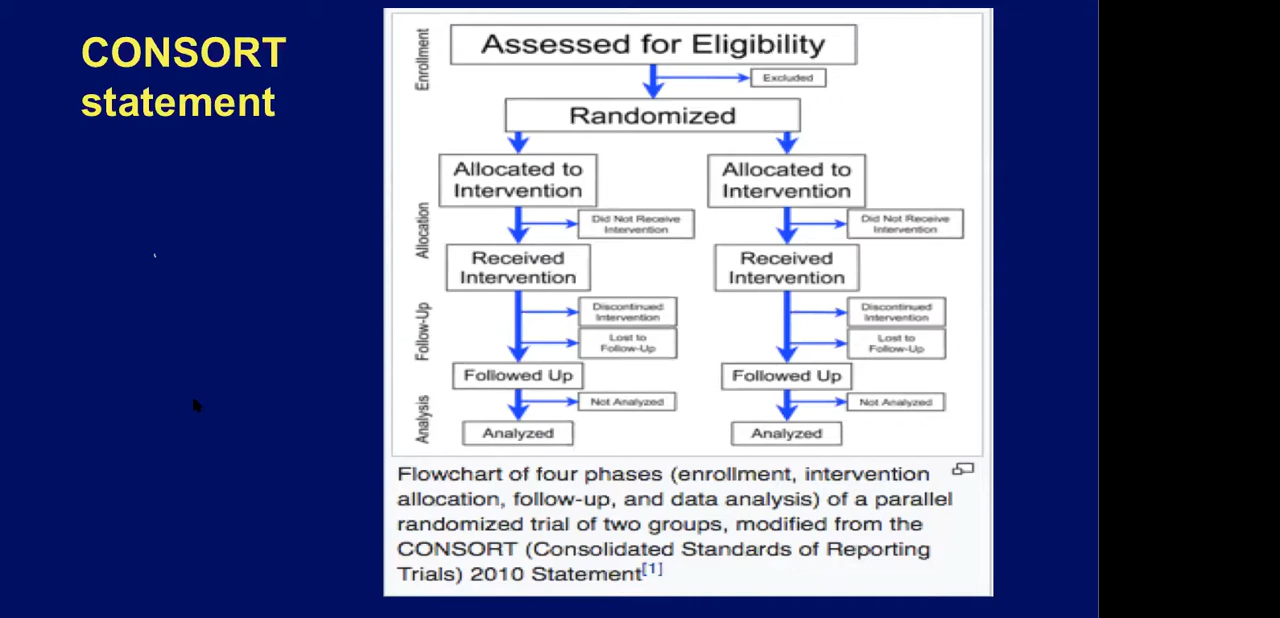 CONSORT
statement
Enrollment
Assessed for Eligibility
Excluded
Randomized
Allocated to
Intervention
Allocated to
Intervention
Allocation
Did Not Receive
Intervention
Did Not Receive
Intervention
Received
Intervention
Received
Intervention
Follow-Up
Discontinued
Intervention
Discontinued
Intervention
Lost to
Follow-Up
Lost to
Follow-Up
Followed Up
Followed Up
Analysis
Not Analyzed
Not Analyzed
Analyzed
Analyzed
Flowchart of four phases (enrollment, intervention
allocation, follow-up, and data analysis) of a parallel
randomized trial of two groups, modified from the
CONSORT (Consolidated Standards of Reporting
Trials) 2010 Statement[1]